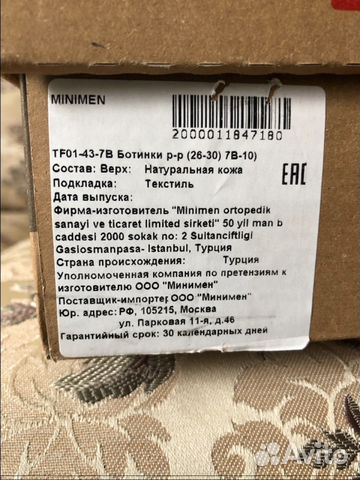 MINIMEN
2000011847180
TF01-43-7B Ботинки р-р (26-30) 7В-10)
Состав: Верх: Натуральная кожа
Подкладка: Текстиль
Дата выпуска:
Фирма-изготовитель "Minimen ortopedik
sanayi ve ticaret limited sirketi" 50 yil man b
caddesi 2000 sokak no: 2 Suitanciftligi
Gasiosmanpasa- Istanbul, Турция
Страна происхождения: Турция
Уполномоченная компания по претензиям к
изготовителю ООО "Минимен"
Поставщик-импортер ООО "Минимен"
Юр. адрес: РФ, 105215, Москва
ул. Парковая 11-я, д.46
Гарантийный срок: 30 календарных дней
EAC
Avito